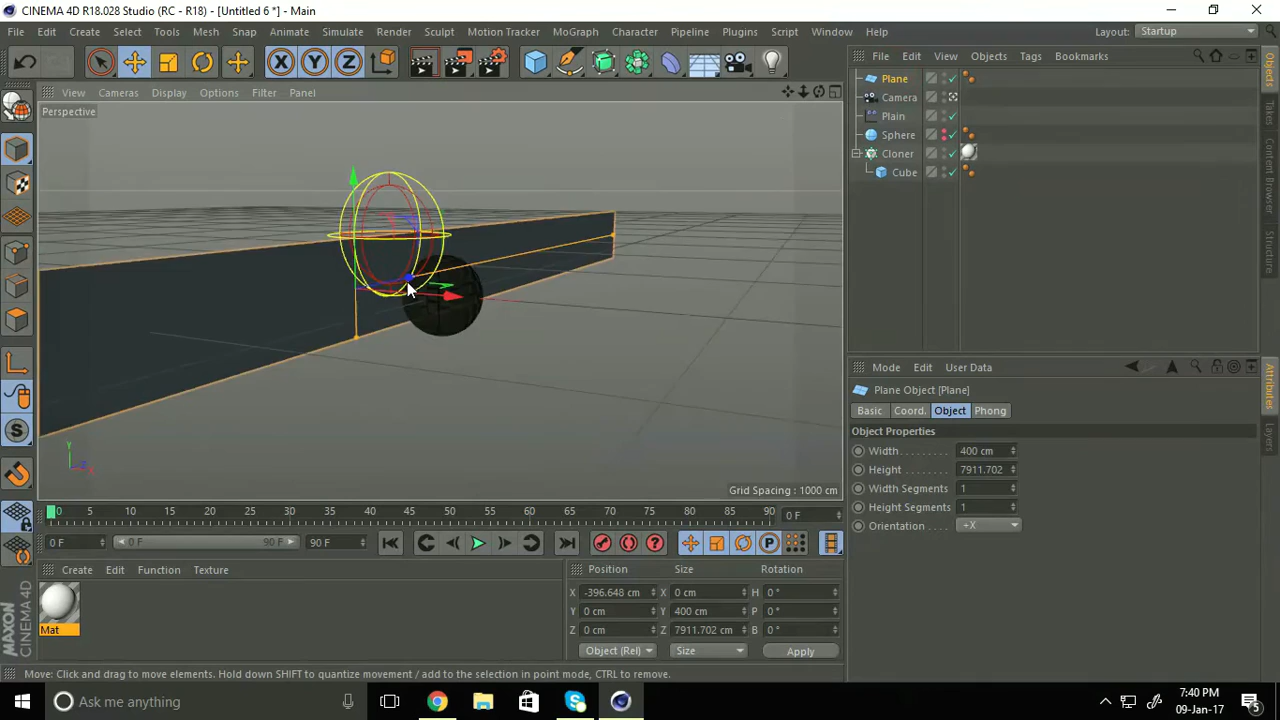 CINEMA 4D R18.028 Studio (RC - R18) - [Untitled 6 *] - Main
File Edit Create Select Tools Mesh Snap Animate Simulate Render Sculpt Motion Tracker MoGraph Character Pipeline Plugins Script Window Help Layout: Startup
X Y Z
File Edit View Objects Tags Bookmarks
View Cameras Display Options Filter Panel
Perspective
Plane
Camera
Plain
Sphere
Cloner
Cube
Objects
Takes
Content Browser
Structure
Mode Edit User Data
Plane Object [Plane]
Basic Coord. Object Phong
Object Properties
Width 400 cm
Height 7911.702
Width Segments 1
Height Segments 1
Orientation +X
Attributes
Layers
Y
X
Grid Spacing : 1000 cm
0 5 10 15 20 25 30 35 40 45 50 55 60 65 70 75 80 85 90 0 F
0 F 0 F 90 F 90 F
Create Edit Function Texture
Mat
Position Size Rotation
X -396.648 cm X 0 cm H 0 °
Y 0 cm Y 400 cm P 0 °
Z 0 cm Z 7911.702 cm B 0 °
Object (Rel) Size Apply
MAXON CINEMA 4D
Move: Click and drag to move elements. Hold down SHIFT to quantize movement / add to the selection in point mode, CTRL to remove.
Ask me anything
7:40 PM
09-Jan-17
5